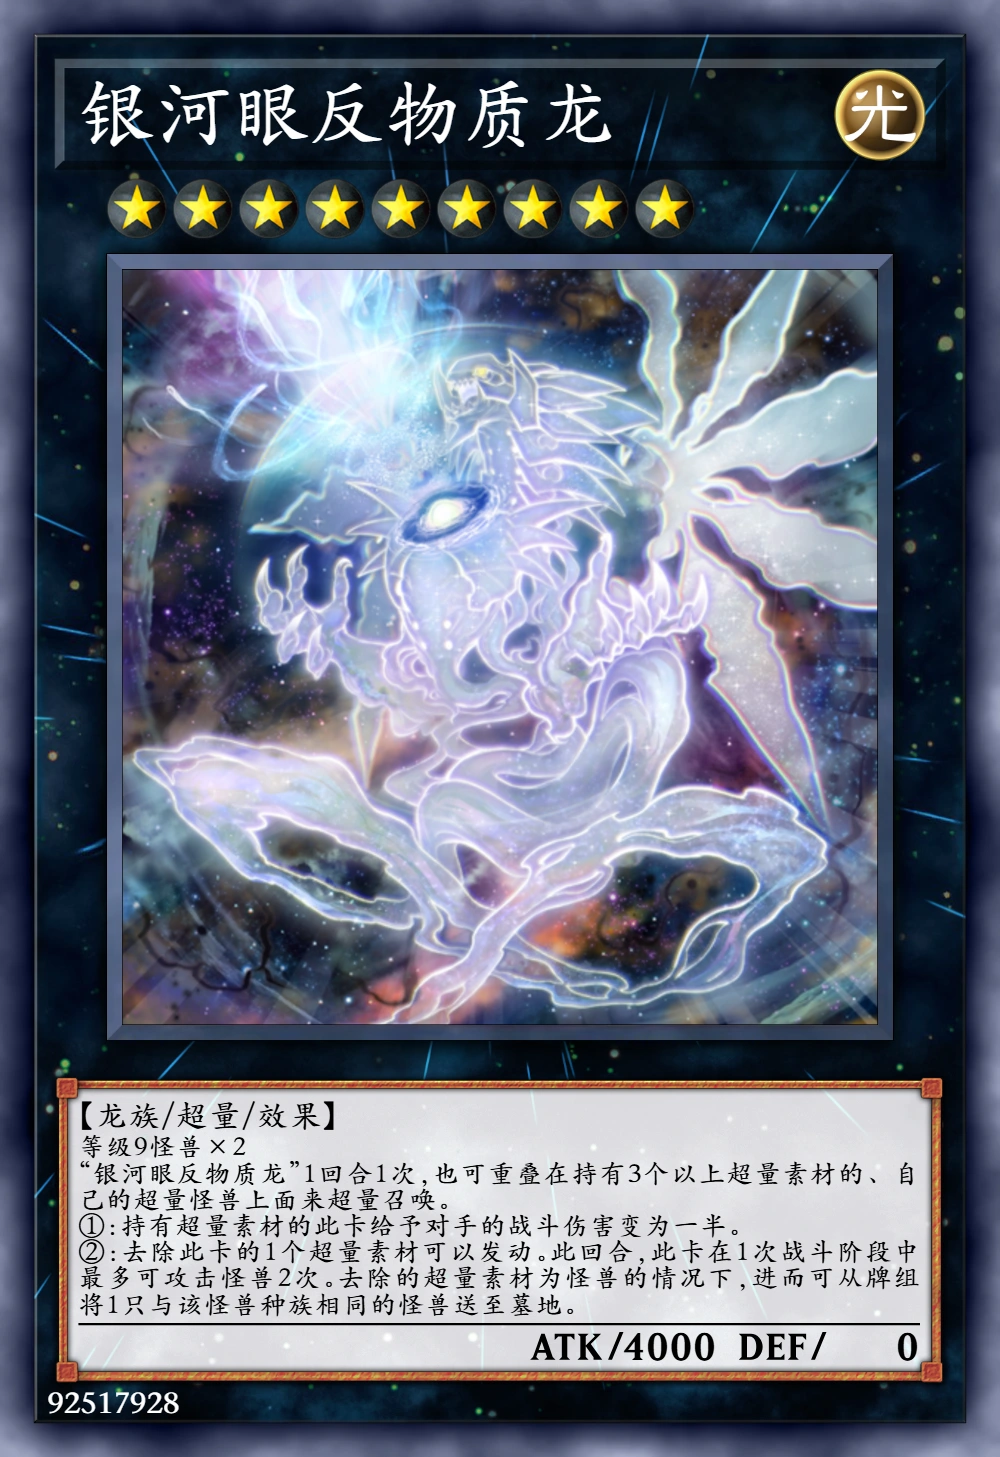 银河眼反物质龙
光
【龙族/超量/效果】
等级9怪兽×2
“银河眼反物质龙”1回合1次,也可重叠在持有3个以上超量素材的、自
己的超量怪兽上面来超量召唤。
①:持有超量素材的此卡给予对手的战斗伤害变为一半。
②:去除此卡的1个超量素材可以发动。此回合,此卡在1次战斗阶段中
最多可攻击怪兽2次。去除的超量素材为怪兽的情况下,进而可从牌组
将1只与该怪兽种族相同的怪兽送至墓地。
ATK/4000 DEF/ 0
92517928